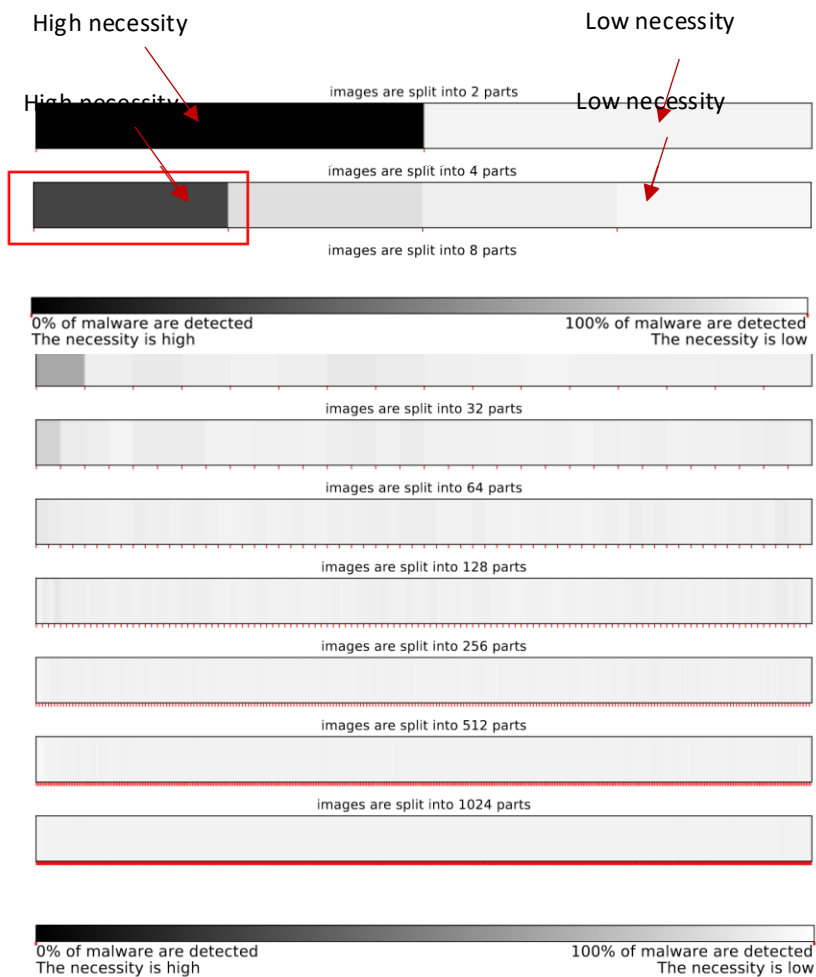 High necessity
Low necessity
images are split into 2 parts
High necessity
Low necessity
images are split into 4 parts
images are split into 8 parts
0% of malware are detected
The necessity is high
100% of malware are detected
The necessity is low
images are split into 32 parts
images are split into 64 parts
images are split into 128 parts
images are split into 256 parts
images are split into 512 parts
images are split into 1024 parts
0% of malware are detected
The necessity is high
100% of malware are detected
The necessity is low